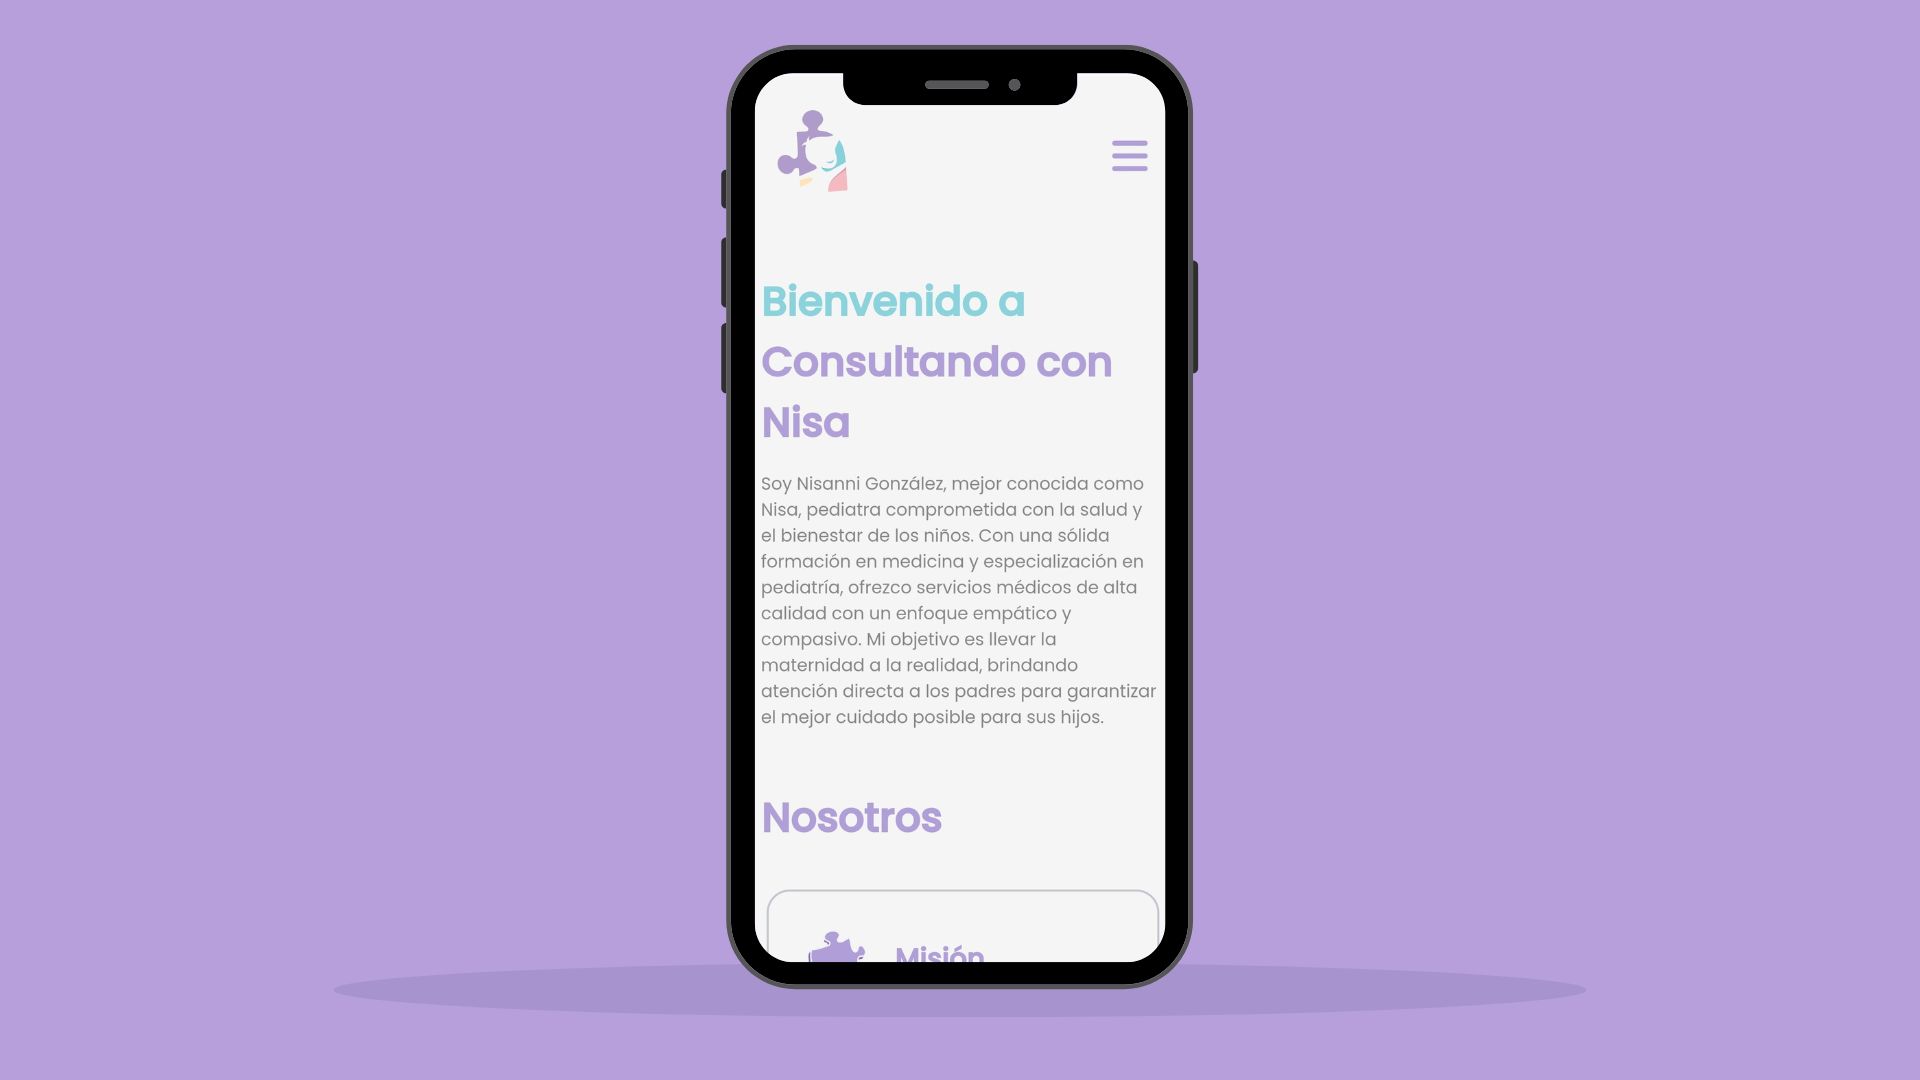 Bienvenido a
Consultando con
Nisa
Soy Nisanni González, mejor conocida como
Nisa, pediatra comprometida con la salud y
el bienestar de los niños. Con una sólida
formación en medicina y especialización en
pediatría, ofrezco servicios médicos de alta
calidad con un enfoque empático y
compasivo. Mi objetivo es llevar la
maternidad a la realidad, brindando
atención directa a los padres para garantizar
el mejor cuidado posible para sus hijos.
Nosotros
Misión